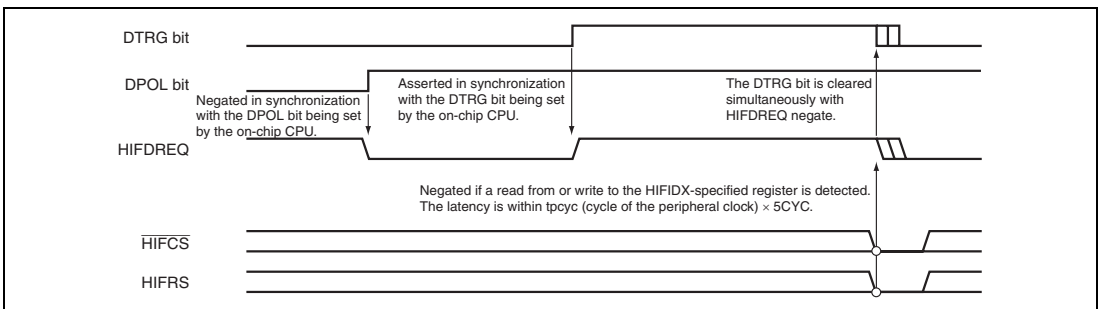 DTRG bit
DPOL bit
Negated in synchronization
with the DPOL bit being set
by the on-chip CPU.
Asserted in synchronization
with the DTRG bit being set
by the on-chip CPU.
The DTRG bit is cleared
simultaneously with
HIFDREQ negate.
HIFDREQ
Negated if a read from or write to the HIFIDX-specified register is detected.
The latency is within tpcyc (cycle of the peripheral clock) × 5CYC.
HIFCS
HIFRS